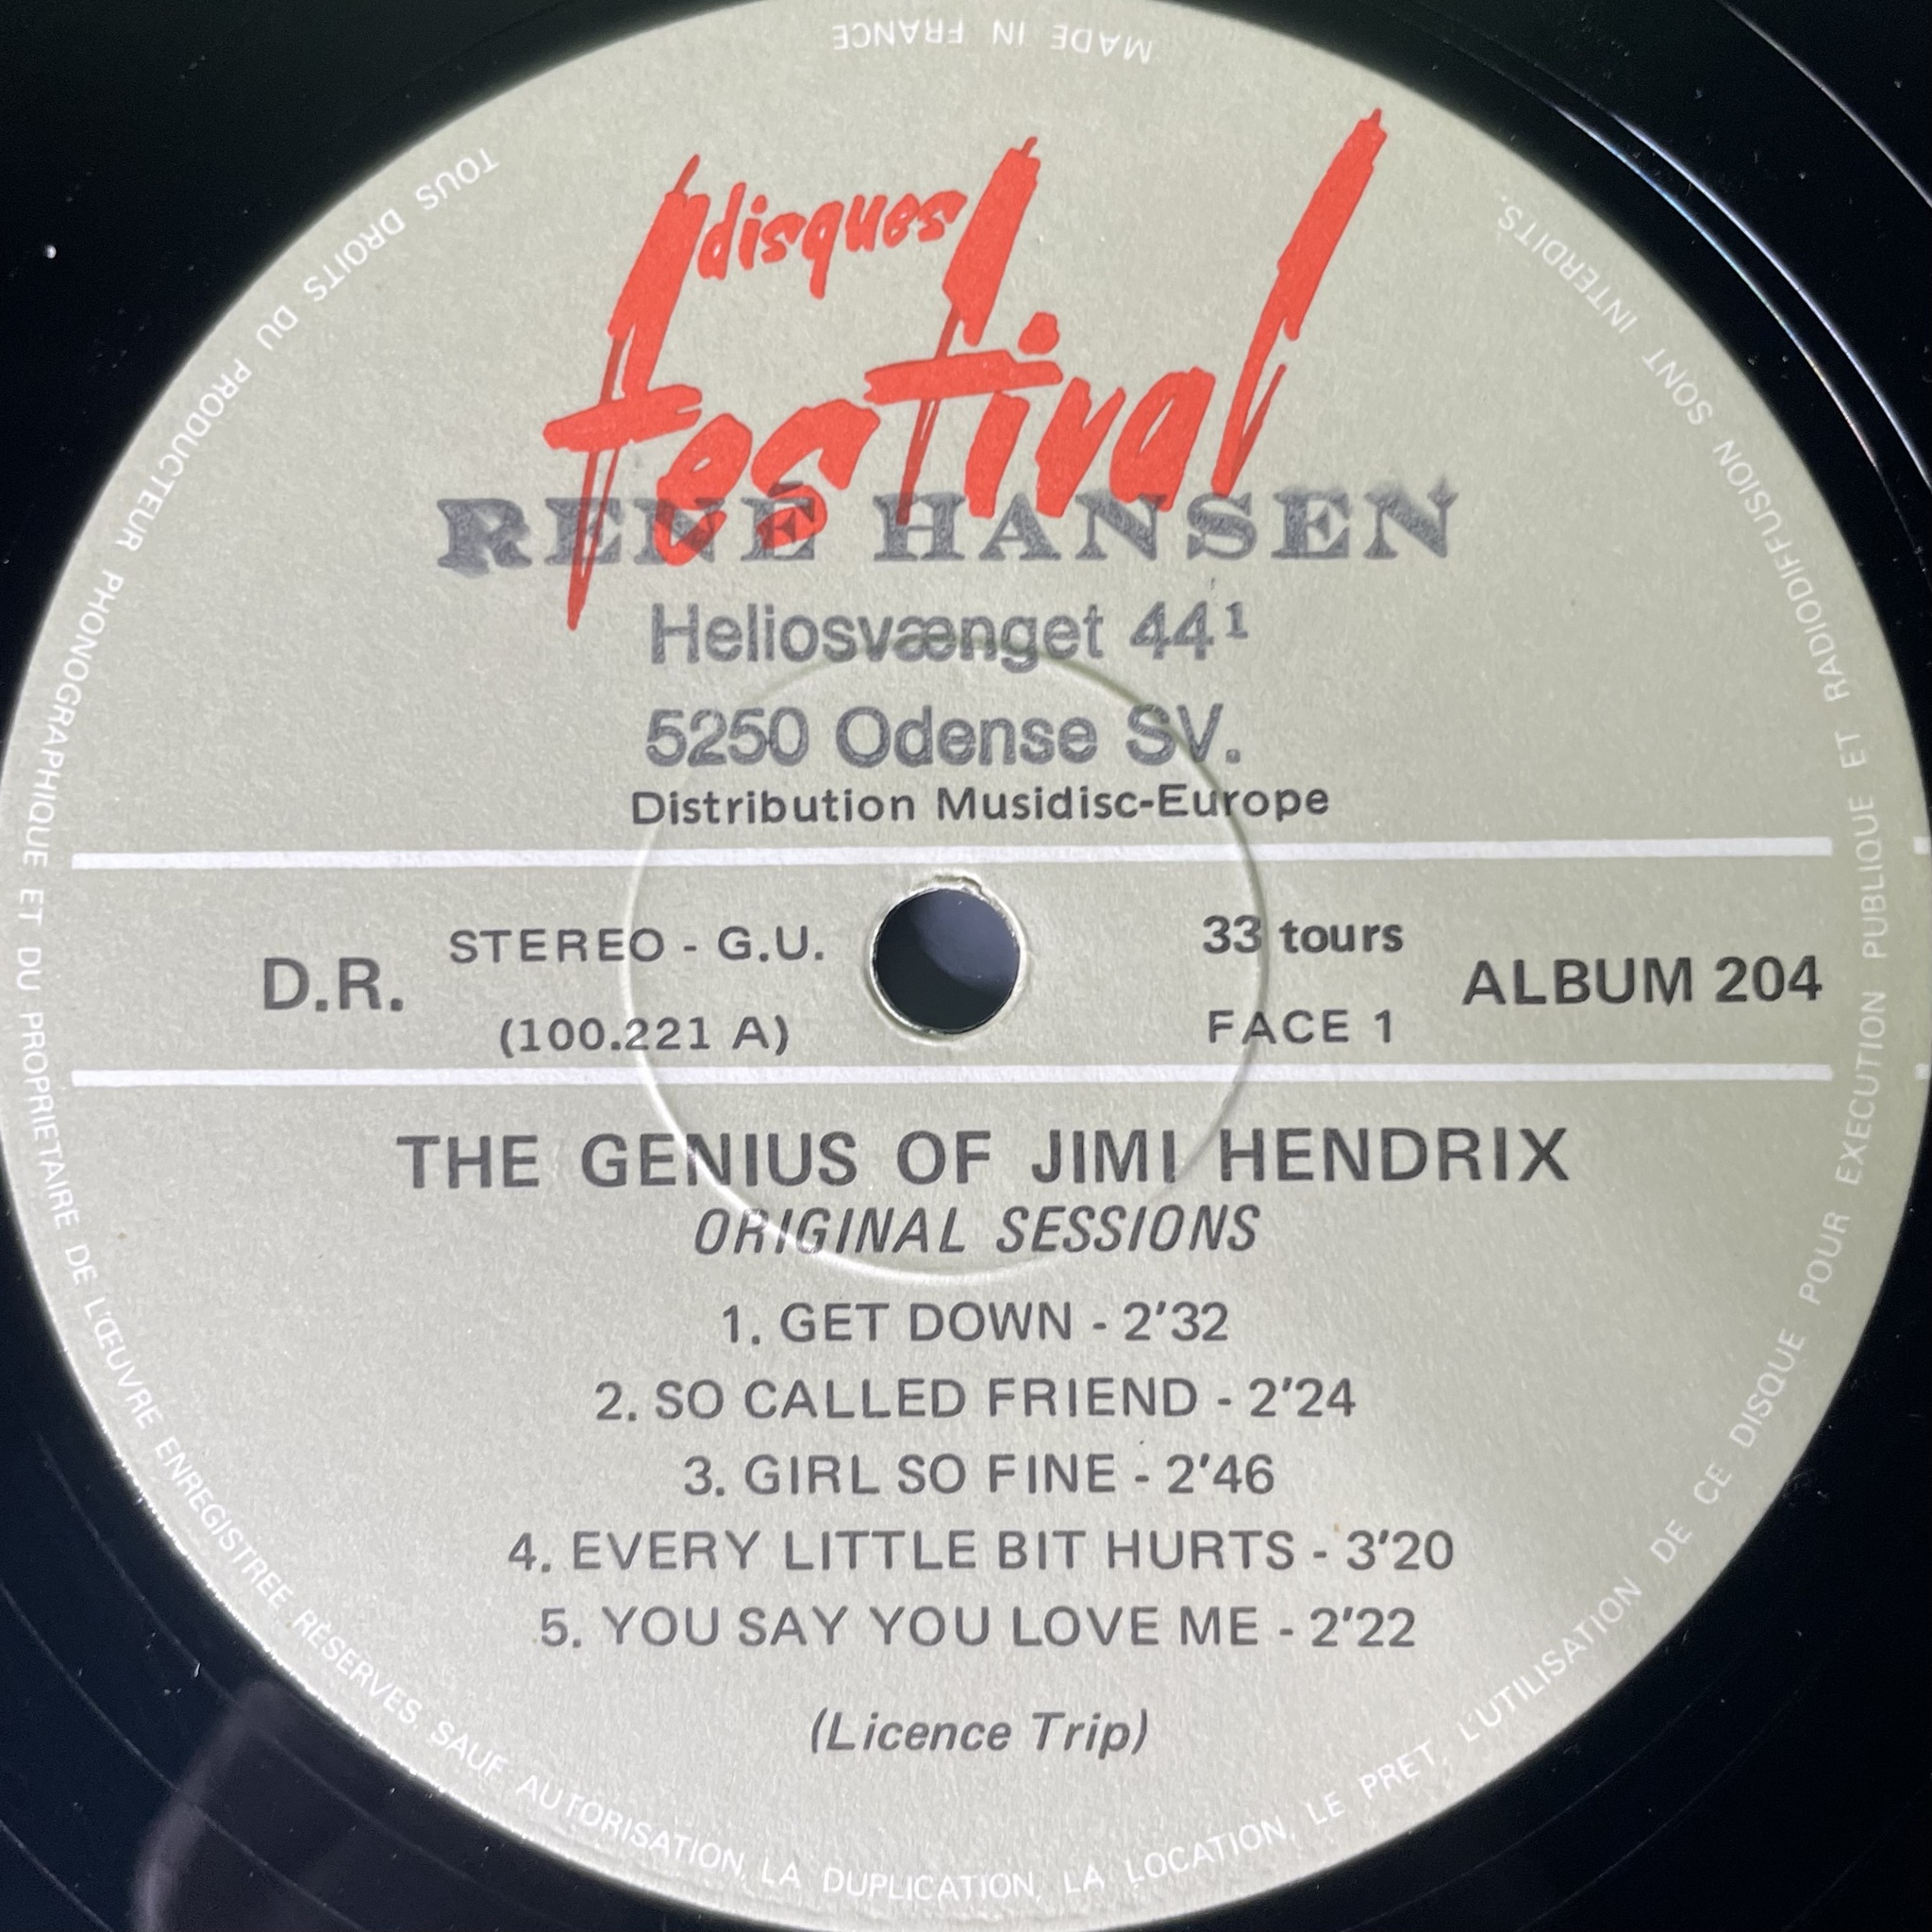 MADE IN FRANCE
disques
festival
RENÉ HANSEN
Heliosvænget 44¹
5250 Odense SV.
Distribution Musidisc-Europe
D.R.
STEREO - G.U.
(100.221 A)
33 tours
FACE 1
ALBUM 204
THE GENIUS OF JIMI HENDRIX
ORIGINAL SESSIONS
1. GET DOWN - 2'32
2. SO CALLED FRIEND - 2'24
3. GIRL SO FINE - 2'46
4. EVERY LITTLE BIT HURTS - 3'20
5. YOU SAY YOU LOVE ME - 2'22
(Licence Trip)
TOUS DROITS DU PRODUCTEUR PHONOGRAPHIQUE ET DU PROPRIETAIRE DE L'ŒUVRE ENREGISTREE RÉSERVES. SAUF AUTORISATION, LA DUPLICATION, LA LOCATION, LE PRET, L'UTILISATION DE CE DISQUE POUR EXECUTION PUBLIQUE ET RADIODIFFUSION SONT INTERDITS.